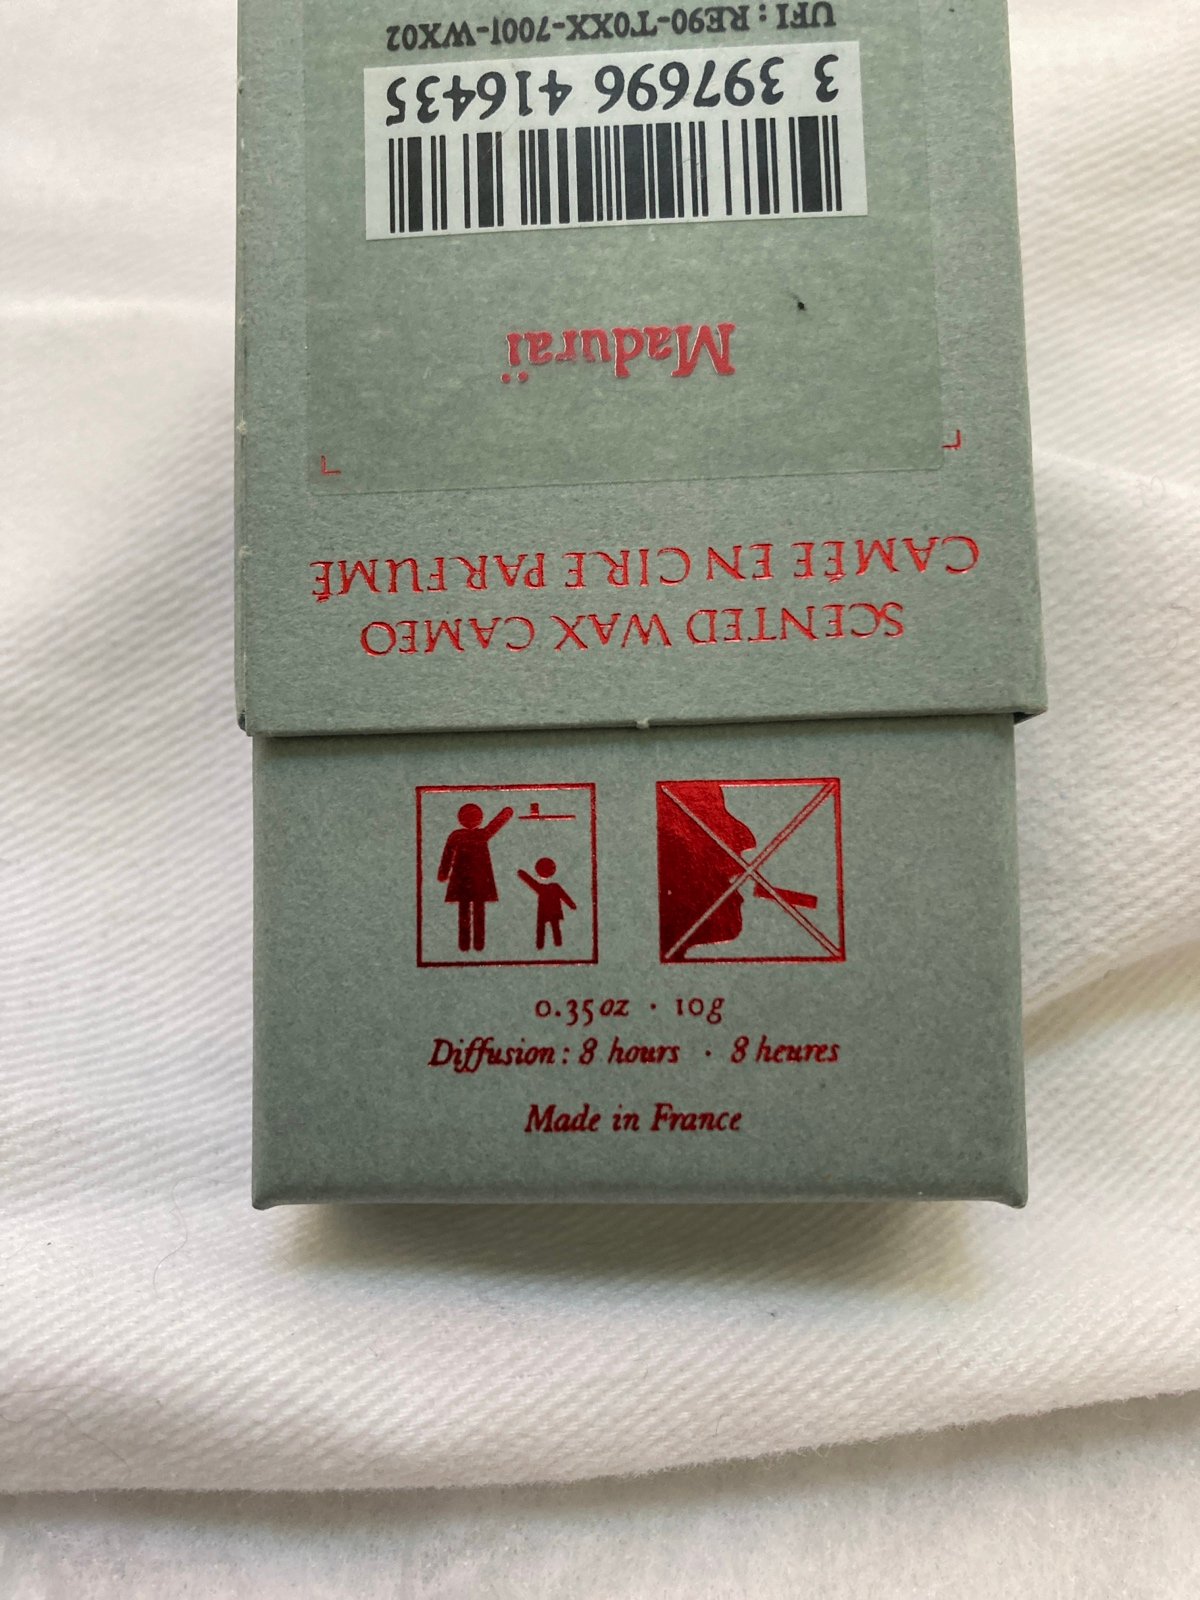 SCENTED WAX CAMEO
CAMÉE EN CIRE PARFUMÉ
Maduraï
3 397696 416435
UFI : RE90-T0XX-7001-WX02
0.35 oz · 10g
Diffusion : 8 hours · 8 heures
Made in France